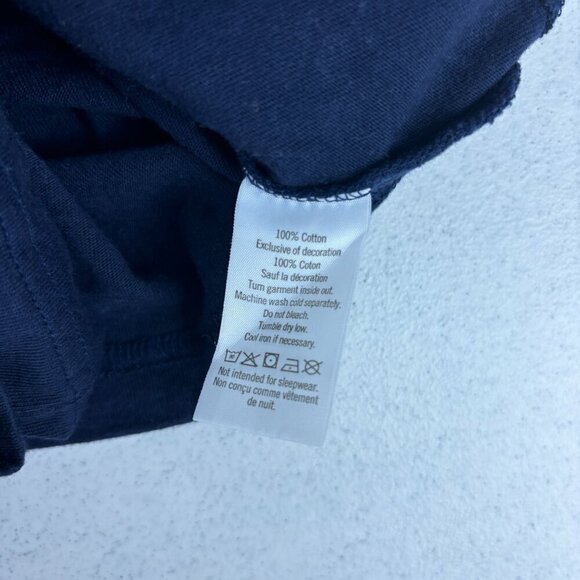 100% Cotton
Exclusive of decoration
100% Coton
Sauf la décoration
Turn garment inside out.
Machine wash cold separately.
Do not bleach.
Tumble dry low.
Cool iron if necessary.
Not intended for sleepwear.
Non conçu comme vêtement
de nuit.